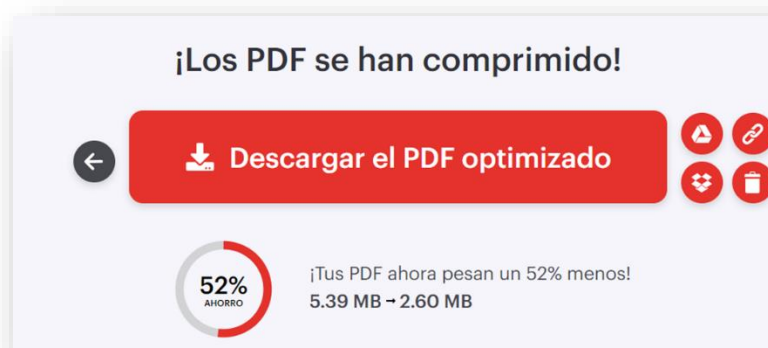 ¡Los PDF se han comprimido!
Descargar el PDF optimizado
52%
AHORRO
¡Tus PDF ahora pesan un 52% menos!
5.39 MB → 2.60 MB